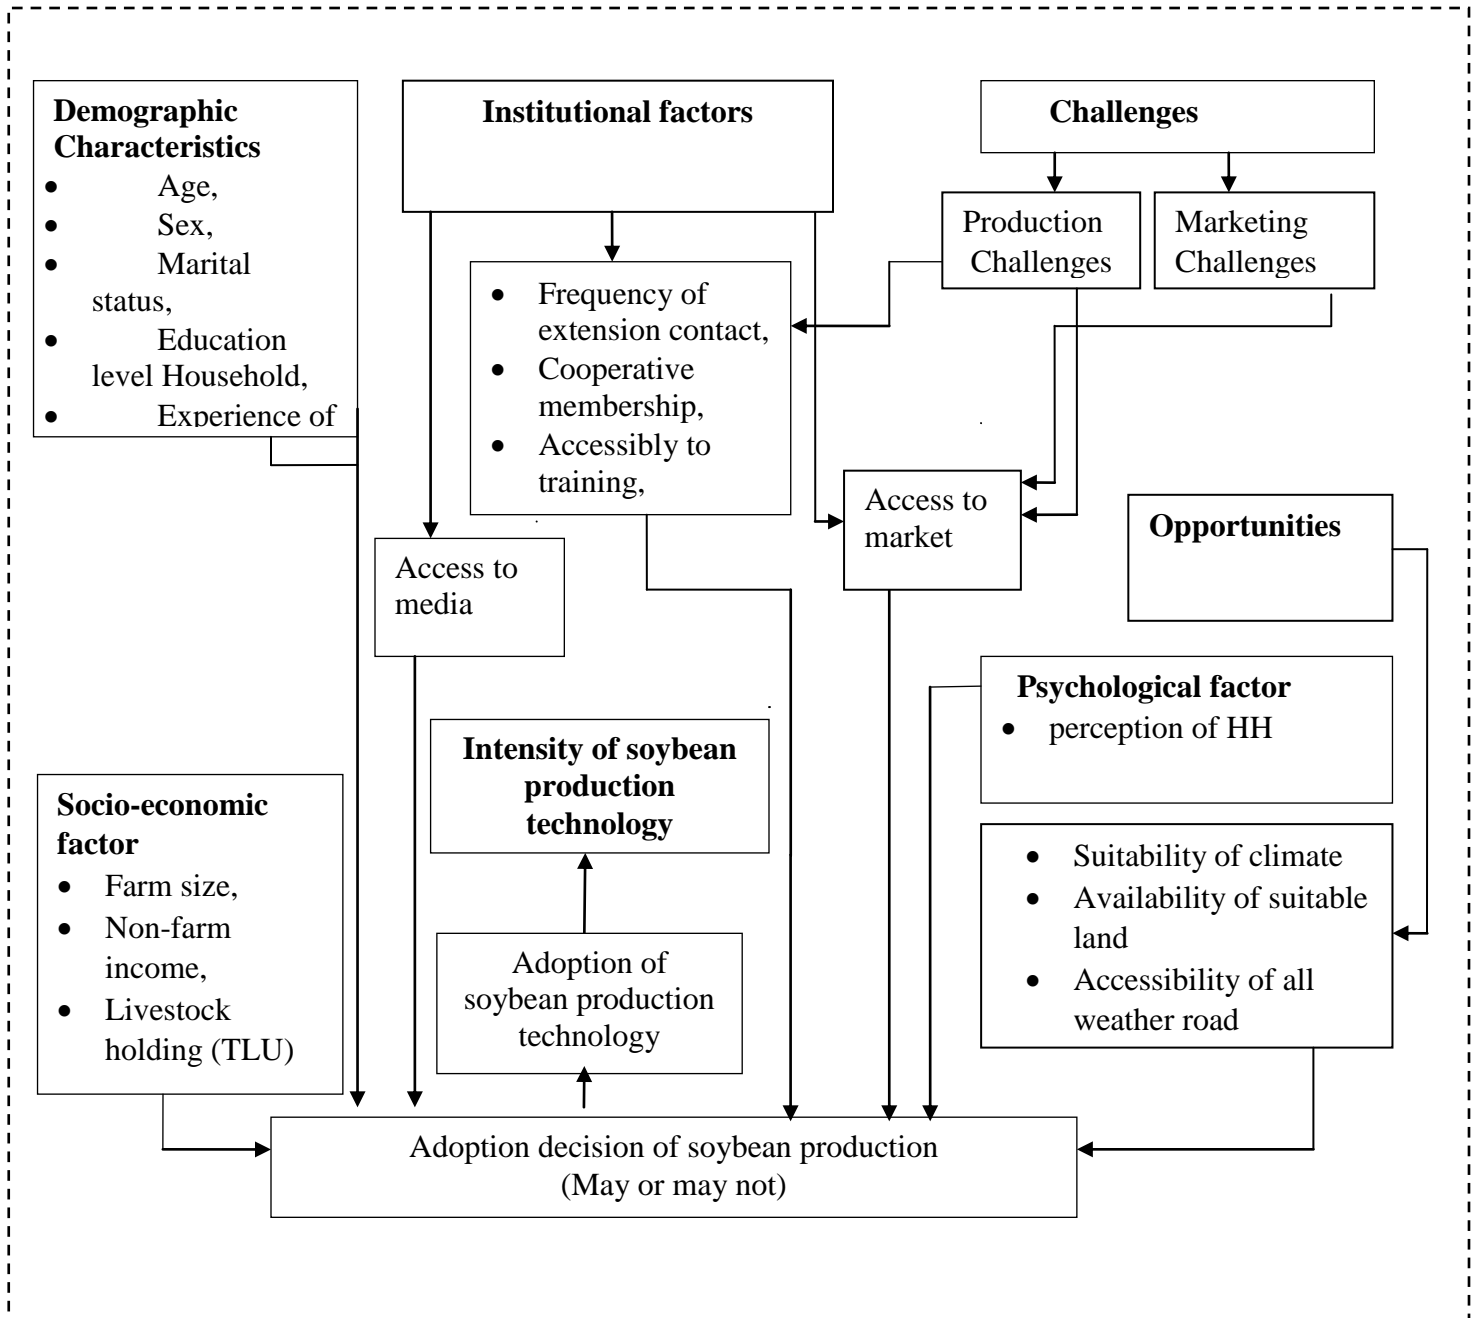 Demographic
Characteristics
• Age,
• Sex,
• Marital
status,
• Education
level Household,
• Experience of
Institutional factors
Challenges
Production
Challenges
Marketing
Challenges
• Frequency of
extension contact,
• Cooperative
membership,
• Accessibly to
training,
Access to
market
Opportunities
Access to
media
Psychological factor
• perception of HH
Intensity of soybean
production
technology
Socio-economic
factor
• Farm size,
• Non-farm
income,
• Livestock
holding (TLU)
• Suitability of climate
• Availability of suitable
land
• Accessibility of all
weather road
Adoption of
soybean production
technology
Adoption decision of soybean production
(May or may not)